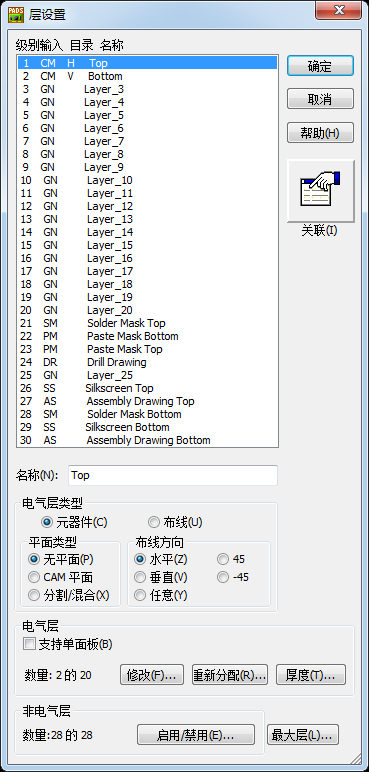 PADS
层设置
级别输入 目录 名称
1 CM H Top
2 CM V Bottom
3 GN Layer_3
4 GN Layer_4
5 GN Layer_5
6 GN Layer_6
7 GN Layer_7
8 GN Layer_8
9 GN Layer_9
10 GN Layer_10
11 GN Layer_11
12 GN Layer_12
13 GN Layer_13
14 GN Layer_14
15 GN Layer_15
16 GN Layer_16
17 GN Layer_17
18 GN Layer_18
19 GN Layer_19
20 GN Layer_20
21 SM Solder Mask Top
22 PM Paste Mask Bottom
23 PM Paste Mask Top
24 DR Drill Drawing
25 GN Layer_25
26 SS Silkscreen Top
27 AS Assembly Drawing Top
28 SM Solder Mask Bottom
29 SS Silkscreen Bottom
30 AS Assembly Drawing Bottom
确定
取消
帮助(H)
关联(I)
名称(N): Top
电气层类型
元器件(C) 布线(U)
平面类型
无平面(P)
CAM 平面
分割/混合(X)
布线方向
水平(Z) 45
垂直(V) -45
任意(Y)
电气层
支持单面板(B)
数量: 2 的 20 修改(F)... 重新分配(R)... 厚度(T)...
非电气层
数量:28 的 28 启用/禁用(E)... 最大层(L)...